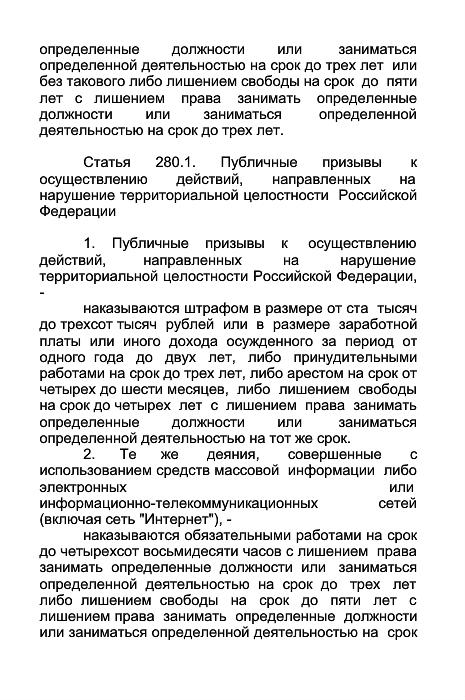 определенные должности или заниматься
определенной деятельностью на срок до трех лет или
без такового либо лишением свободы на срок до пяти
лет с лишением права занимать определенные
должности или заниматься определенной
деятельностью на срок до трех лет.
Статья 280.1. Публичные призывы к
осуществлению действий, направленных на
нарушение территориальной целостности Российской
Федерации
1. Публичные призывы к осуществлению
действий, направленных на нарушение
территориальной целостности Российской Федерации,
-
наказываются штрафом в размере от ста тысяч
до трехсот тысяч рублей или в размере заработной
платы или иного дохода осужденного за период от
одного года до двух лет, либо принудительными
работами на срок до трех лет, либо арестом на срок от
четырех до шести месяцев, либо лишением свободы
на срок до четырех лет с лишением права занимать
определенные должности или заниматься
определенной деятельностью на тот же срок.
2. Те же деяния, совершенные с
использованием средств массовой информации либо
электронных или
информационно-телекоммуникационных сетей
(включая сеть "Интернет"), -
наказываются обязательными работами на срок
до четырехсот восьмидесяти часов с лишением права
занимать определенные должности или заниматься
определенной деятельностью на срок до трех лет
либо лишением свободы на срок до пяти лет с
лишением права занимать определенные должности
или заниматься определенной деятельностью на срок